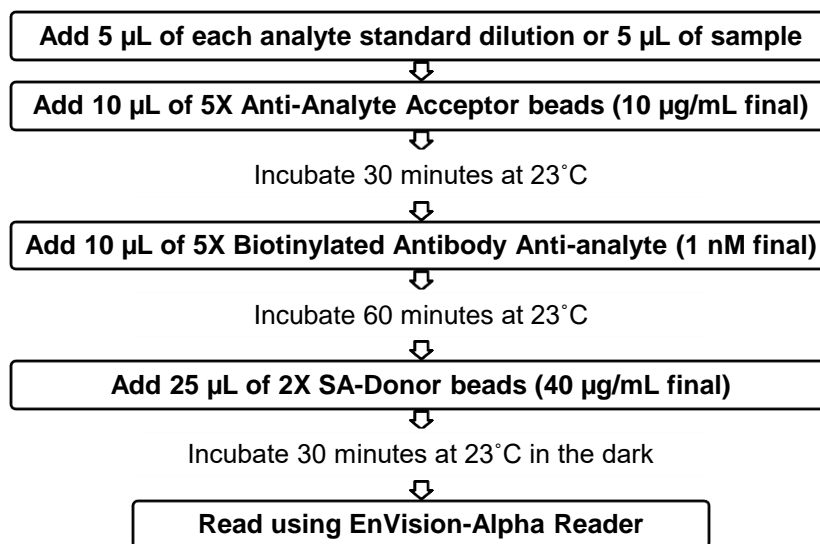 Add 5 µL of each analyte standard dilution or 5 µL of sample
Add 10 µL of 5X Anti-Analyte Acceptor beads (10 µg/mL final)
Incubate 30 minutes at 23˚C
Add 10 µL of 5X Biotinylated Antibody Anti-analyte (1 nM final)
Incubate 60 minutes at 23˚C
Add 25 µL of 2X SA-Donor beads (40 µg/mL final)
Incubate 30 minutes at 23˚C in the dark
Read using EnVision-Alpha Reader